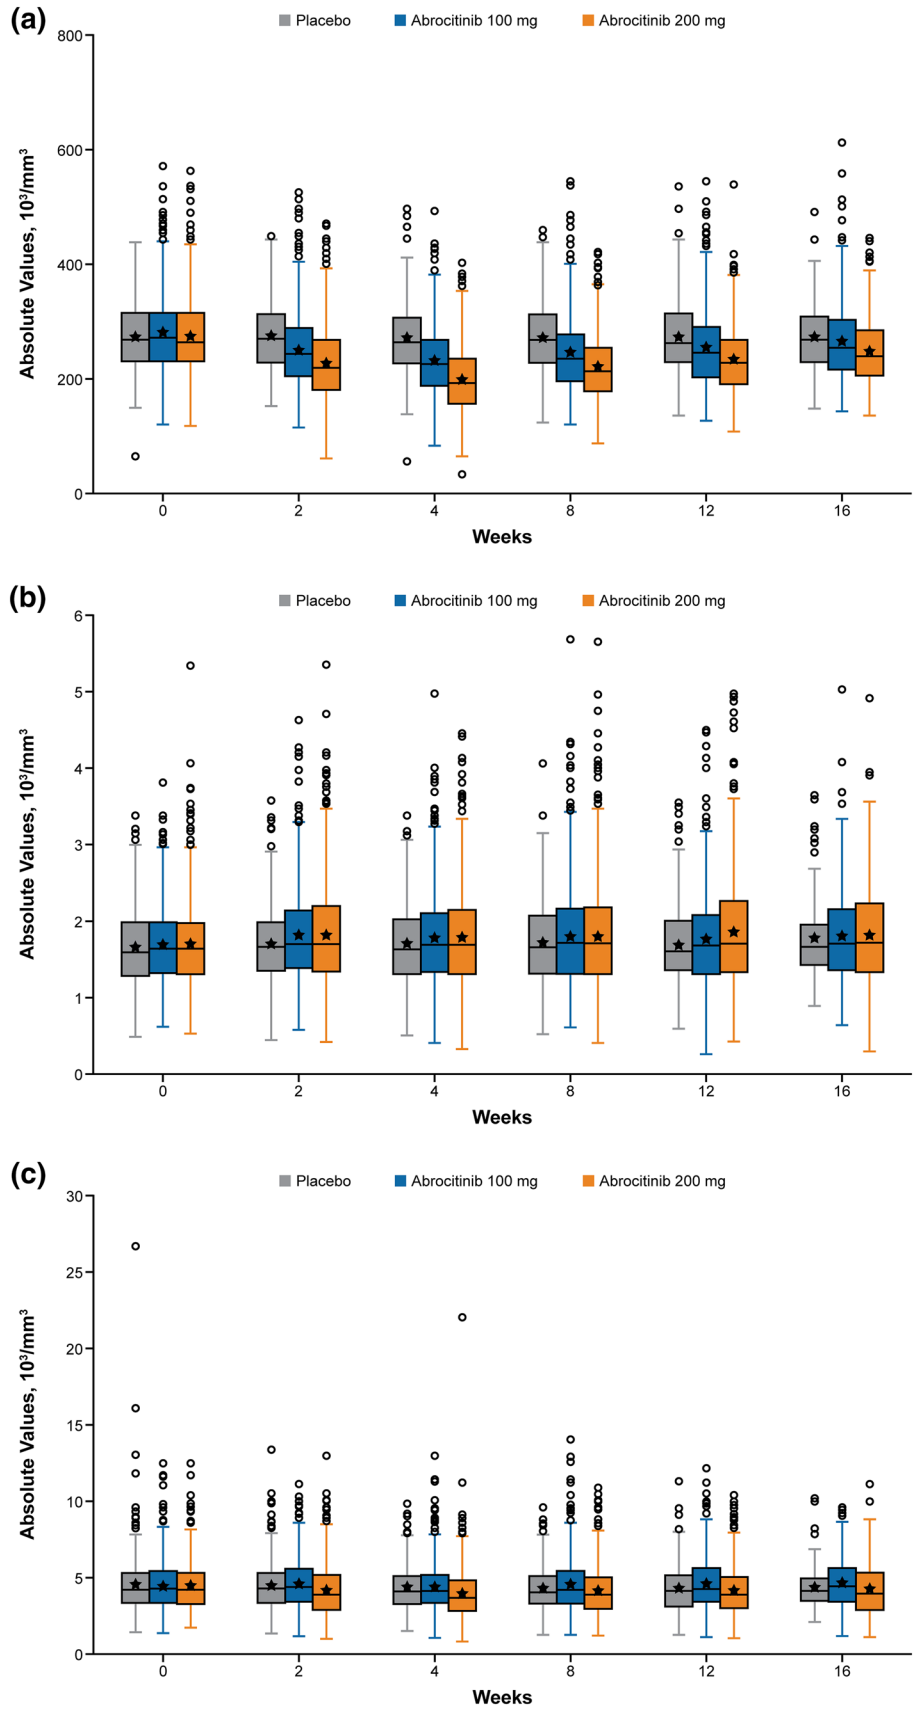 (a)
Placebo Abrocitinib 100 mg Abrocitinib 200 mg
Absolute Values, 10³/mm³
800
600
400
200
0
0 2 4 8 12 16
Weeks
(b)
Placebo Abrocitinib 100 mg Abrocitinib 200 mg
Absolute Values, 10³/mm³
6
5
4
3
2
1
0
0 2 4 8 12 16
Weeks
(c)
Placebo Abrocitinib 100 mg Abrocitinib 200 mg
Absolute Values, 10³/mm³
30
25
20
15
10
5
0
0 2 4 8 12 16
Weeks